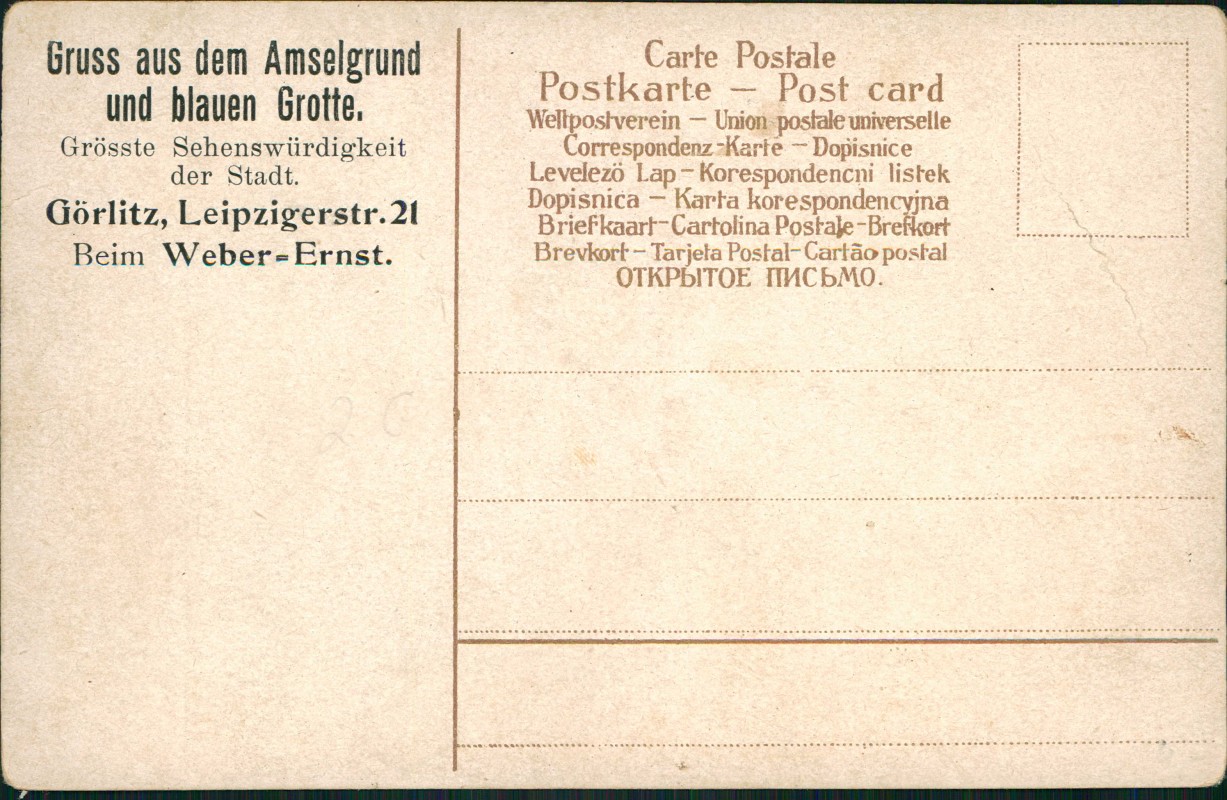 Gruss aus dem Amselgrund
und blauen Grotte.
Grösste Sehenswürdigkeit
der Stadt.
Görlitz, Leipzigerstr. 21
Beim Weber=Ernst.
Carte Postale
Postkarte — Post card
Weltpostverein — Union postale universelle
Correspondenz-Karte — Dopisnice
Levelezö Lap — Korespondencni listek
Dopisnica — Karta korespondencyjna
Briefkaart — Cartolina Postale — Brefkort
Brevkort — Tarjeta Postal — Cartão postal
ОТКРЫТОЕ ПИСЬМО.